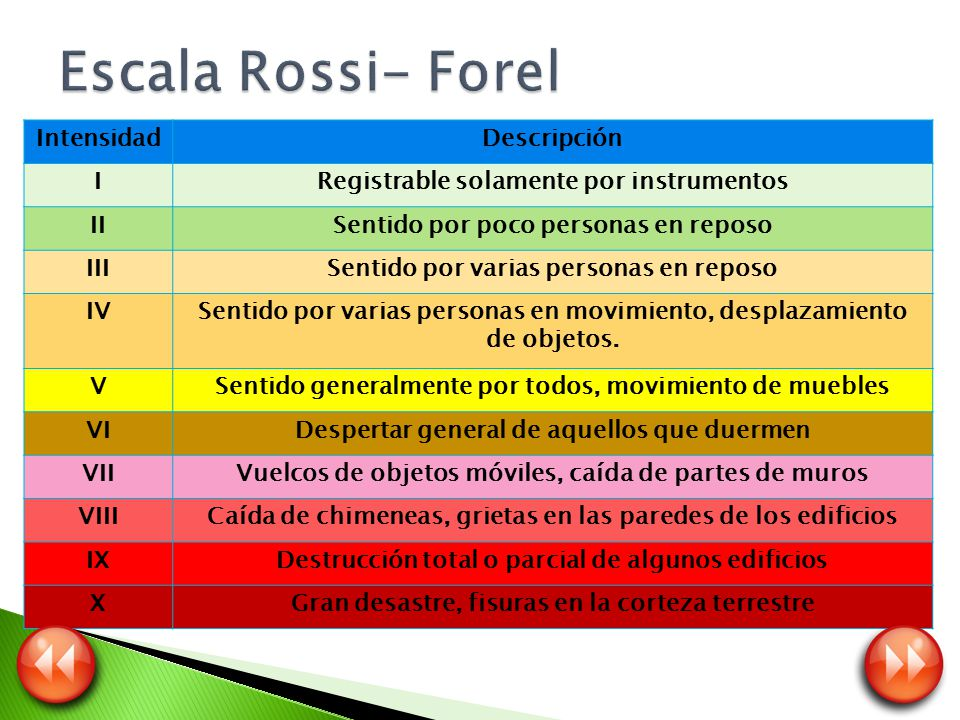 Escala Rossi- Forel
Intensidad Descripción
I Registrable solamente por instrumentos
II Sentido por poco personas en reposo
III Sentido por varias personas en reposo
IV Sentido por varias personas en movimiento, desplazamiento
de objetos.
V Sentido generalmente por todos, movimiento de muebles
VI Despertar general de aquellos que duermen
VII Vuelcos de objetos móviles, caída de partes de muros
VIII Caída de chimeneas, grietas en las paredes de los edificios
IX Destrucción total o parcial de algunos edificios
X Gran desastre, fisuras en la corteza terrestre